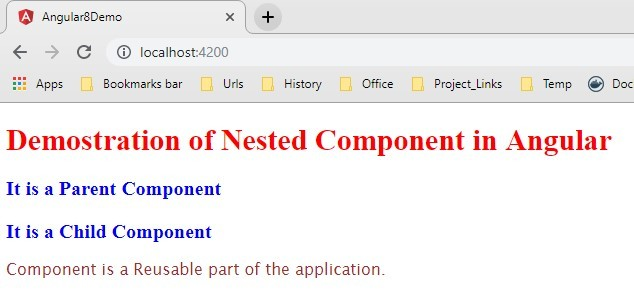 Angular8Demo
localhost:4200
Apps Bookmarks bar Urls History Office Project_Links Temp Doc
Demostration of Nested Component in Angular
It is a Parent Component
It is a Child Component
Component is a Reusable part of the application.